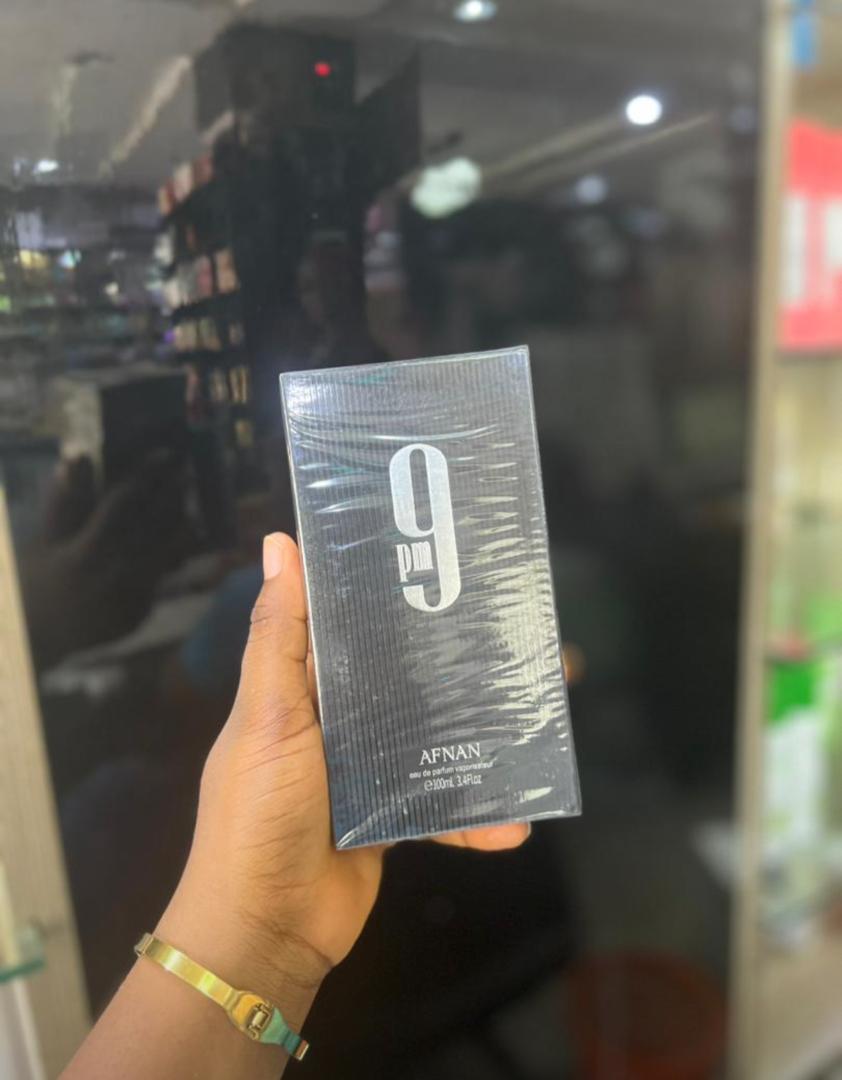 9
pm
AFNAN
eau de parfum vaporisateur
℮100mL 3.4Fl.oz